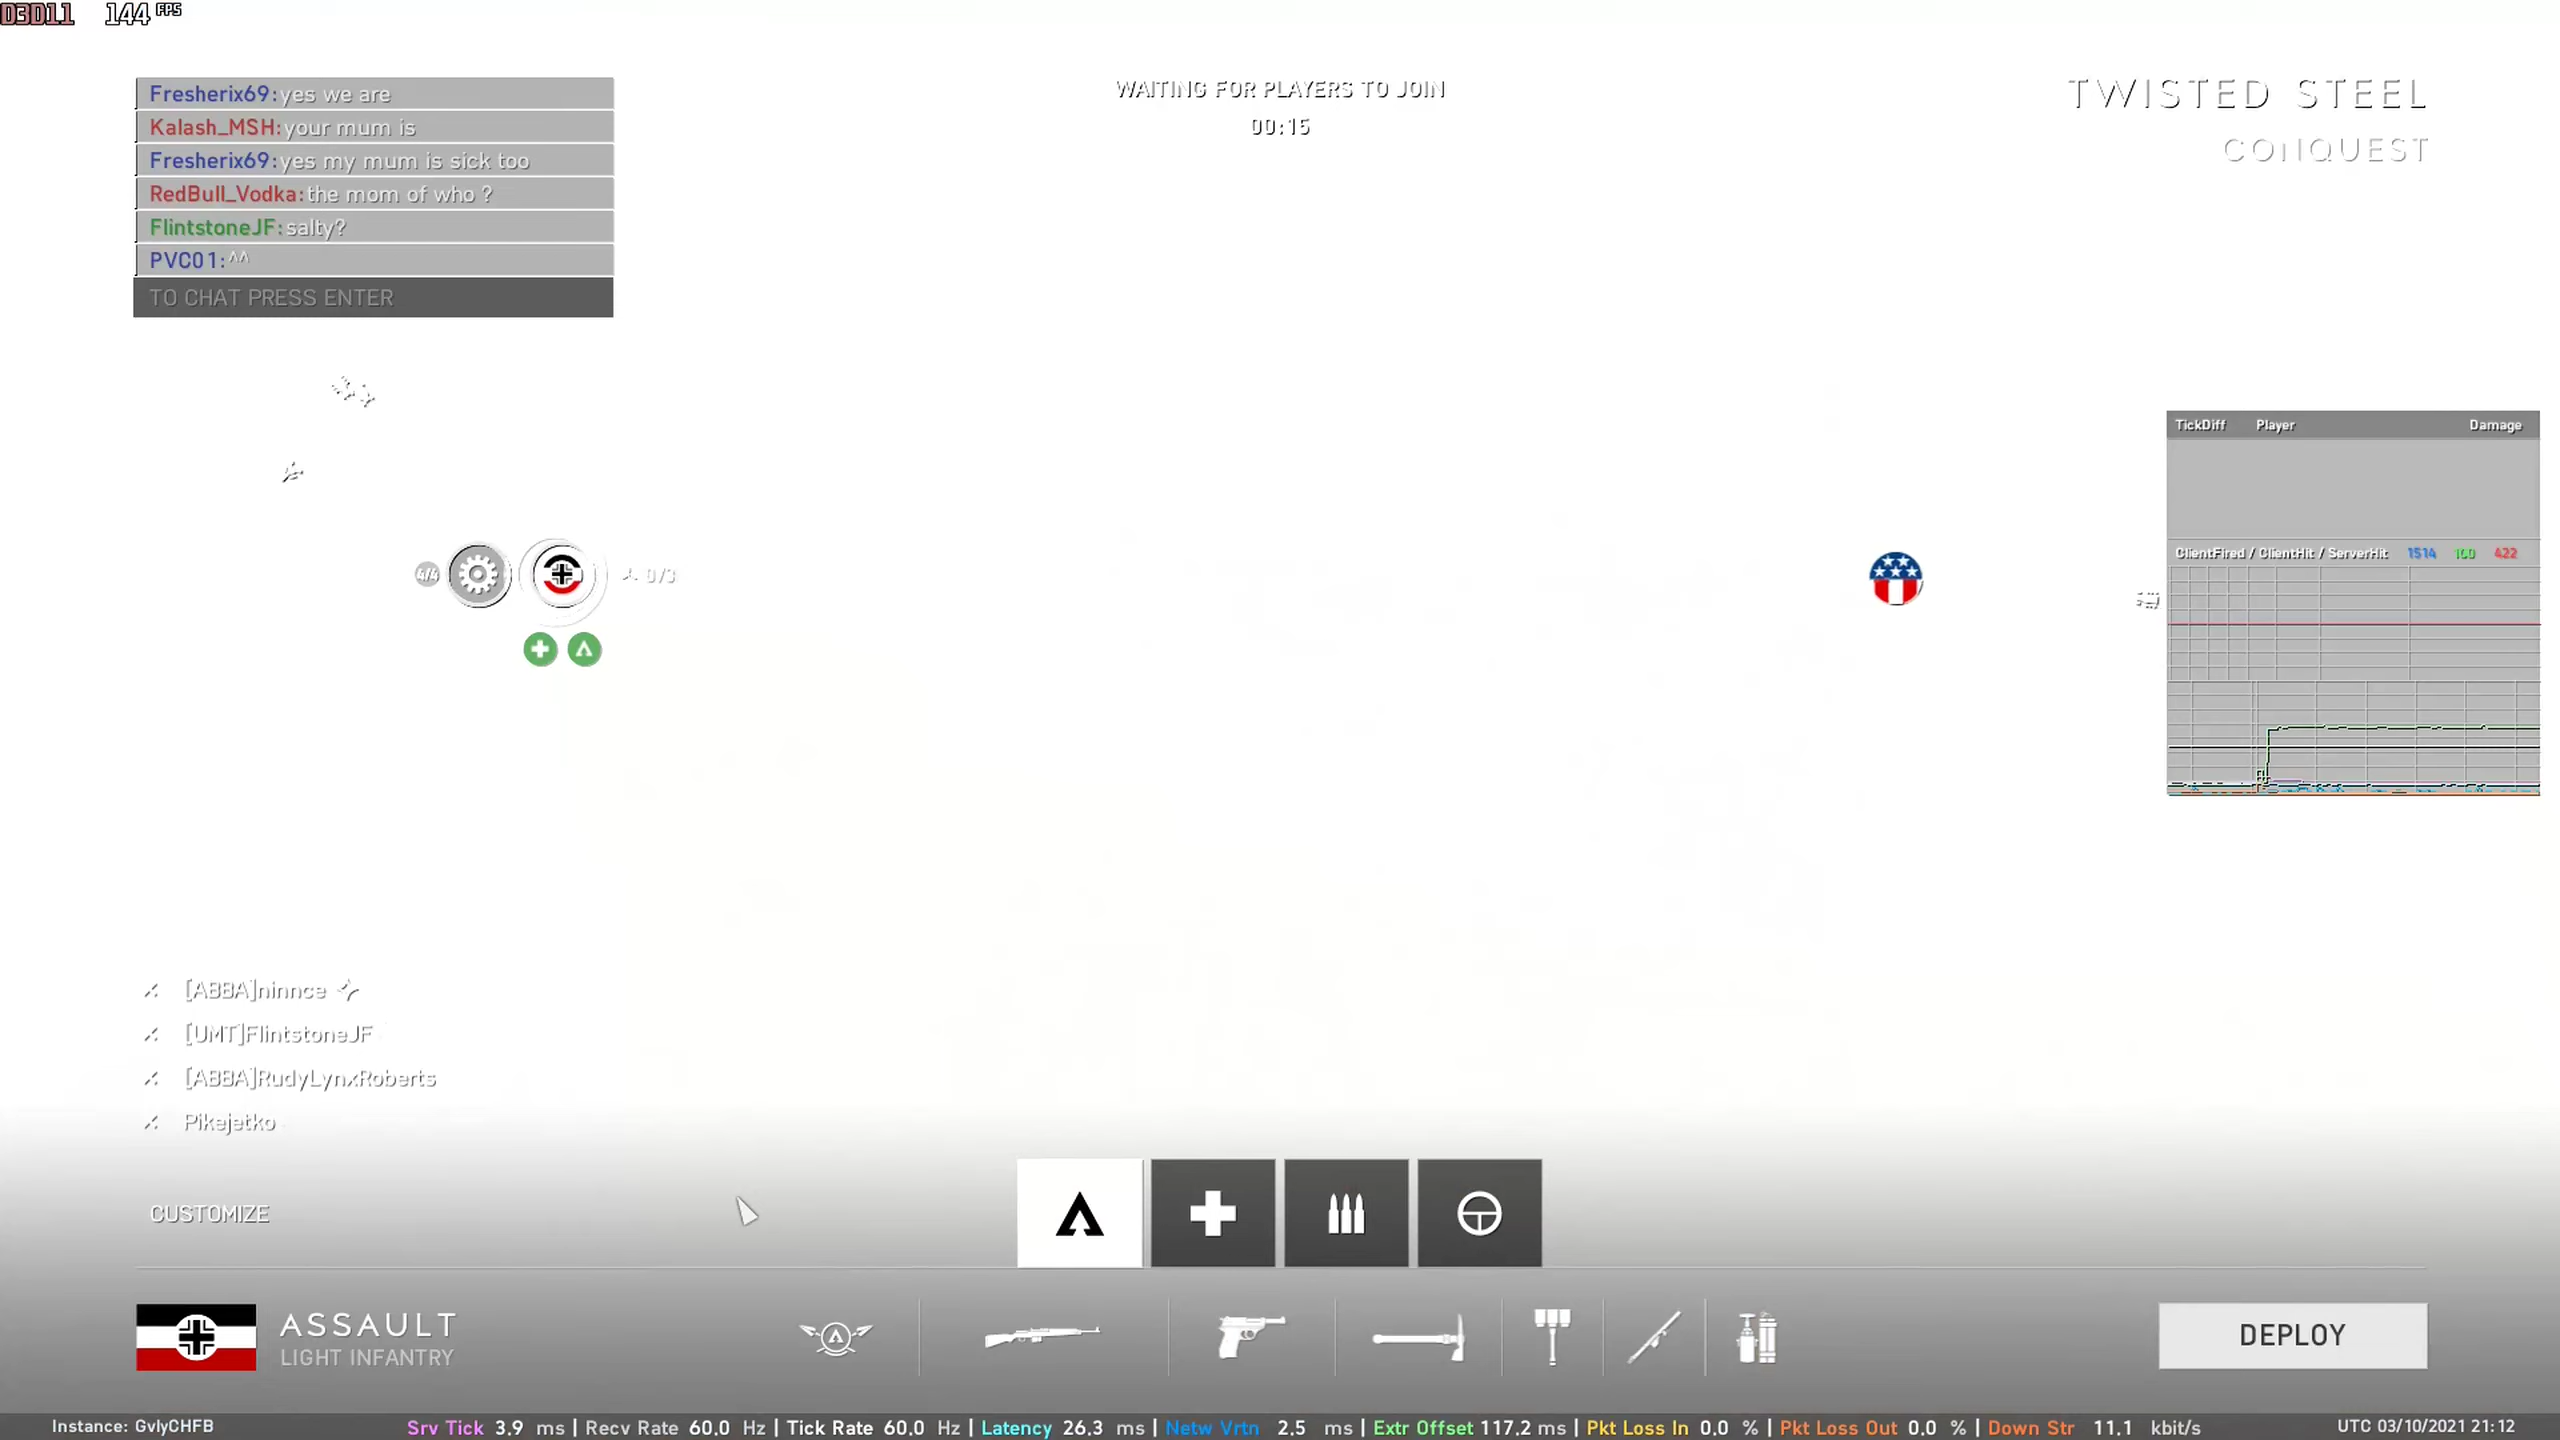 D3D11 144 FPS
Fresherix69: yes we are
Kalash_MSH: your mum is
Fresherix69: yes my mum is sick too
RedBull_Vodka: the mom of who ?
FlintstoneJF: salty?
PVC01: ^^
TO CHAT PRESS ENTER
WAITING FOR PLAYERS TO JOIN
00:15
TWISTED STEEL
CONQUEST
TickDiff Player Damage
ClientFired / ClientHit / ServerHit 1514 160 422
4/4
0/3
[ABBA]ninnce
[UMT]FlintstoneJF
[ABBA]RudyLynxRoberts
Pikejetko
CUSTOMIZE
ASSAULT
LIGHT INFANTRY
DEPLOY
Instance: GvlyCHFB Srv Tick 3.9 ms | Recv Rate 60.0 Hz | Tick Rate 60.0 Hz | Latency 26.3 ms | Netw Vrtn 2.5 ms | Extr Offset 117.2 ms | Pkt Loss In 0.0 % | Pkt Loss Out 0.0 % | Down Str 11.1 kbit/s UTC 03/10/2021 21:12